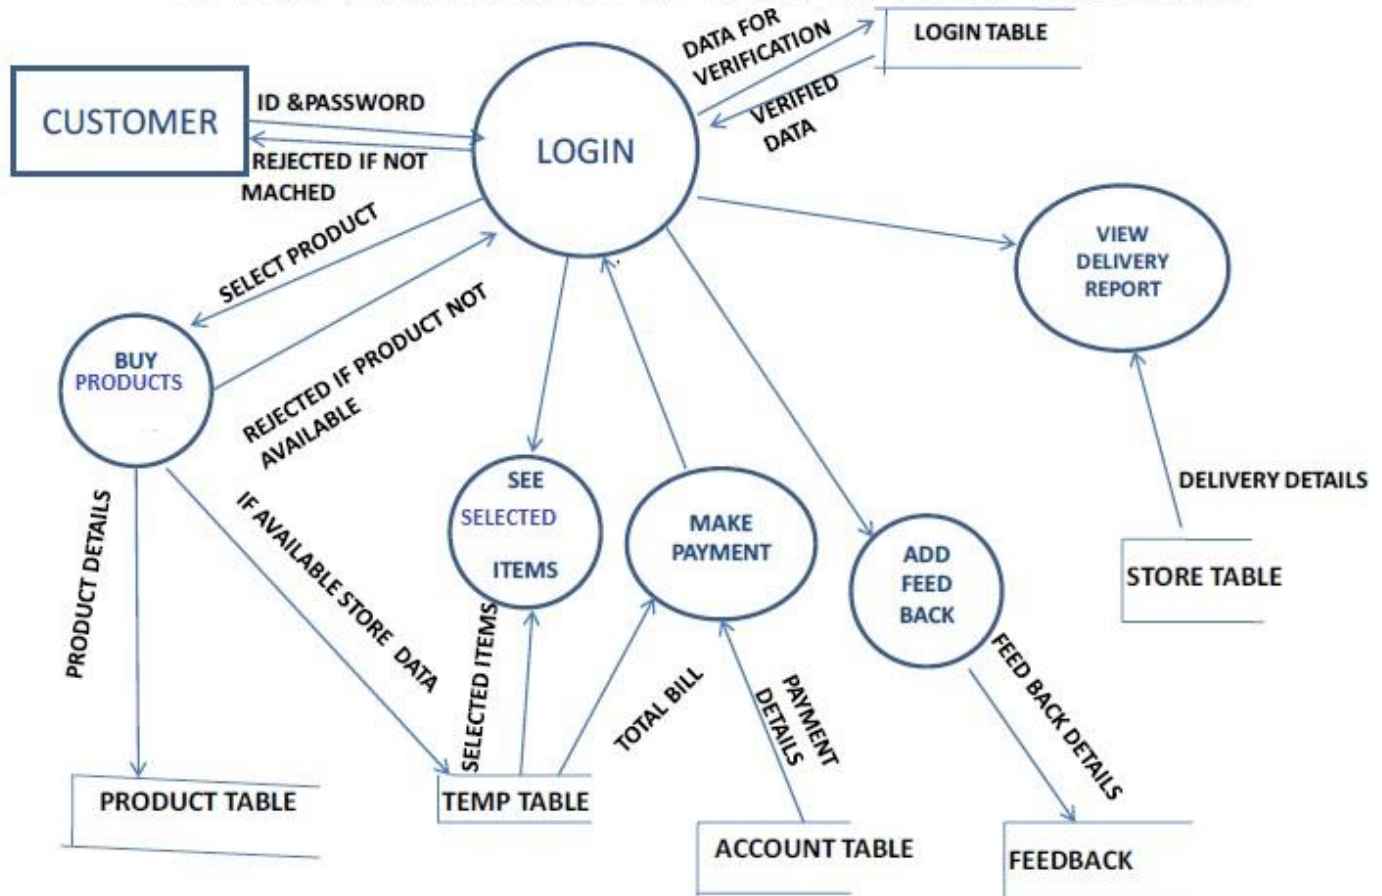 DATA FOR
VERIFICATION
LOGIN TABLE
CUSTOMER
ID &PASSWORD
REJECTED IF NOT
MACHED
LOGIN
VERIFIED
DATA
SELECT PRODUCT
VIEW
DELIVERY
REPORT
BUY
PRODUCTS
REJECTED IF PRODUCT NOT
AVAILABLE
PRODUCT DETAILS
IF AVAILABLE STORE DATA
SEE
SELECTED
ITEMS
MAKE
PAYMENT
ADD
FEED
BACK
DELIVERY DETAILS
STORE TABLE
SELECTED ITEMS
TOTAL BILL
PAYMENT
DETAILS
FEED BACK DETAILS
PRODUCT TABLE
TEMP TABLE
ACCOUNT TABLE
FEEDBACK